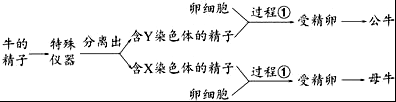 卵细胞
过程①
受精卵
公牛
牛的
精子
特殊
仪器
分离出
含Y染色体的精子
含X染色体的精子
过程①
受精卵
母牛
卵细胞